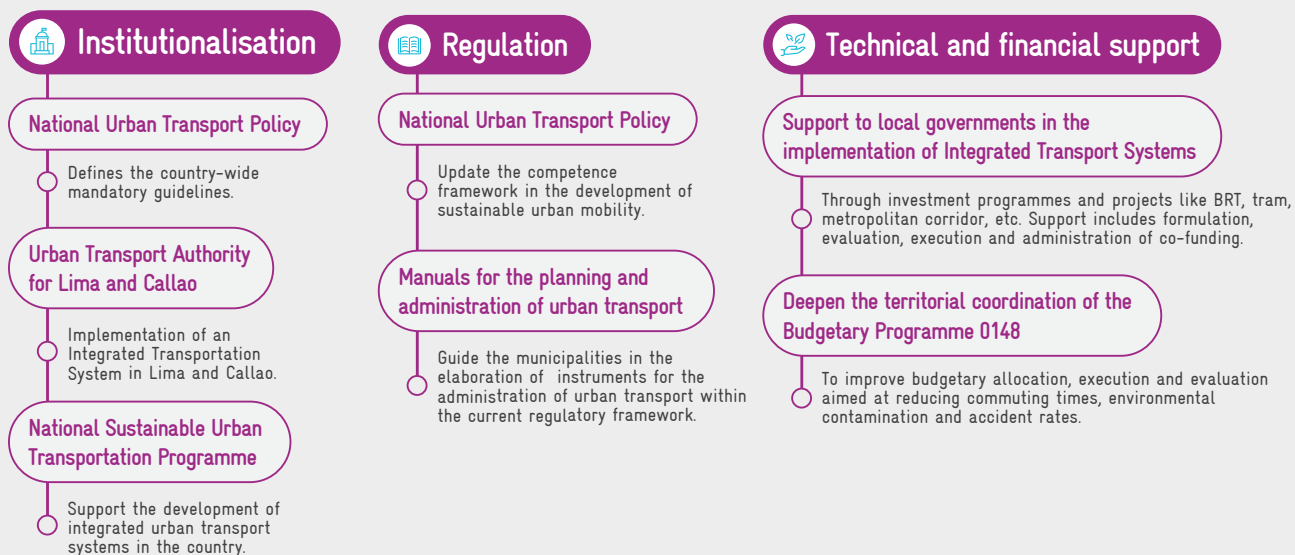 Institutionalisation
National Urban Transport Policy
Defines the country-wide
mandatory guidelines.
Urban Transport Authority
for Lima and Callao
Implementation of an
Integrated Transportation
System in Lima and Callao.
National Sustainable Urban
Transportation Programme
Support the development of
integrated urban transport
systems in the country.
Regulation
National Urban Transport Policy
Update the competence
framework in the development of
sustainable urban mobility.
Manuals for the planning and
administration of urban transport
Guide the municipalities in the
elaboration of instruments for the
administration of urban transport within
the current regulatory framework.
Technical and financial support
Support to local governments in the
implementation of Integrated Transport Systems
Through investment programmes and projects like BRT, tram,
metropolitan corridor, etc. Support includes formulation,
evaluation, execution and administration of co-funding.
Deepen the territorial coordination of the
Budgetary Programme 0148
To improve budgetary allocation, execution and evaluation
aimed at reducing commuting times, environmental
contamination and accident rates.